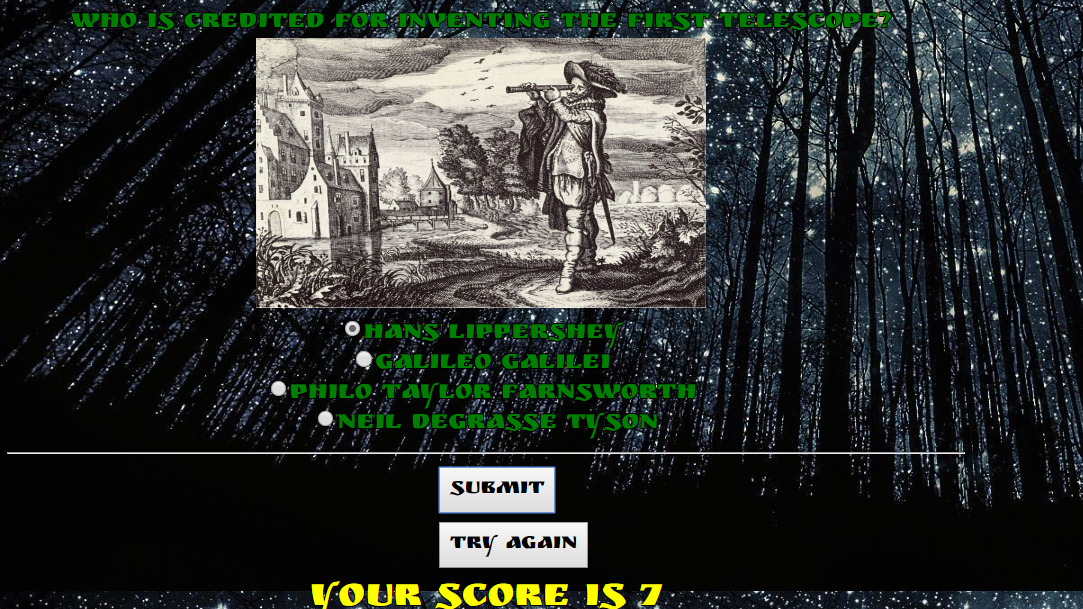 WHO IS CREDITED FOR INVENTING THE FIRST TELESCOPE?
HANS LIPPERSHEY
GALILEO GALILEI
PHILO TAYLOR FARNSWORTH
NEIL DEGRASSE TYSON
SUBMIT
TRY AGAIN
YOUR SCORE IS 7